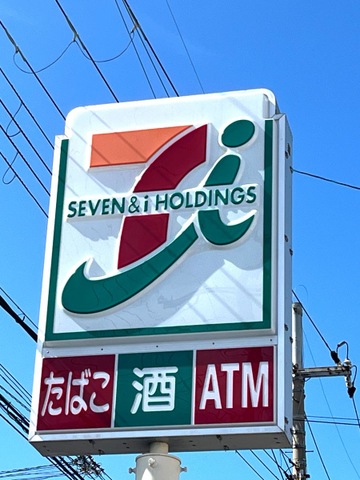 SEVEN & i HOLDINGS
たばこ 酒 ATM